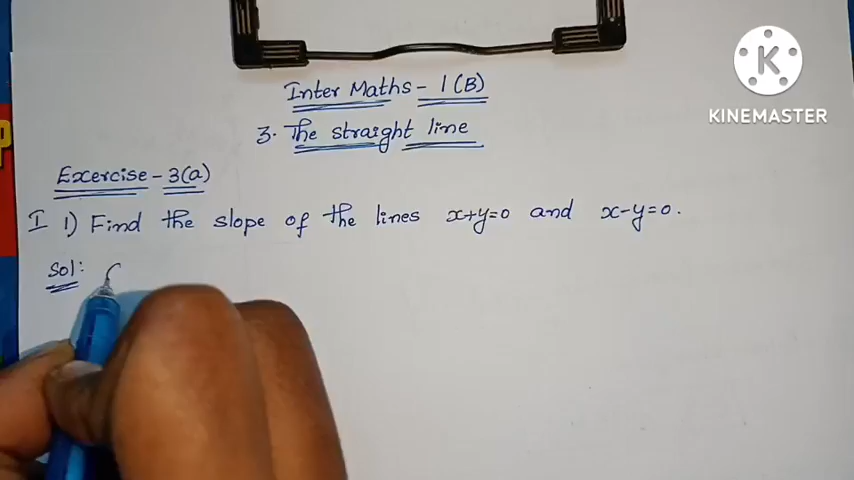 Inter Maths - 1(B)
KINEMASTER
3. The straight line
Excercise - 3(a)
I 1) Find the slope of the lines x+y=0 and x-y=0.
Sol: